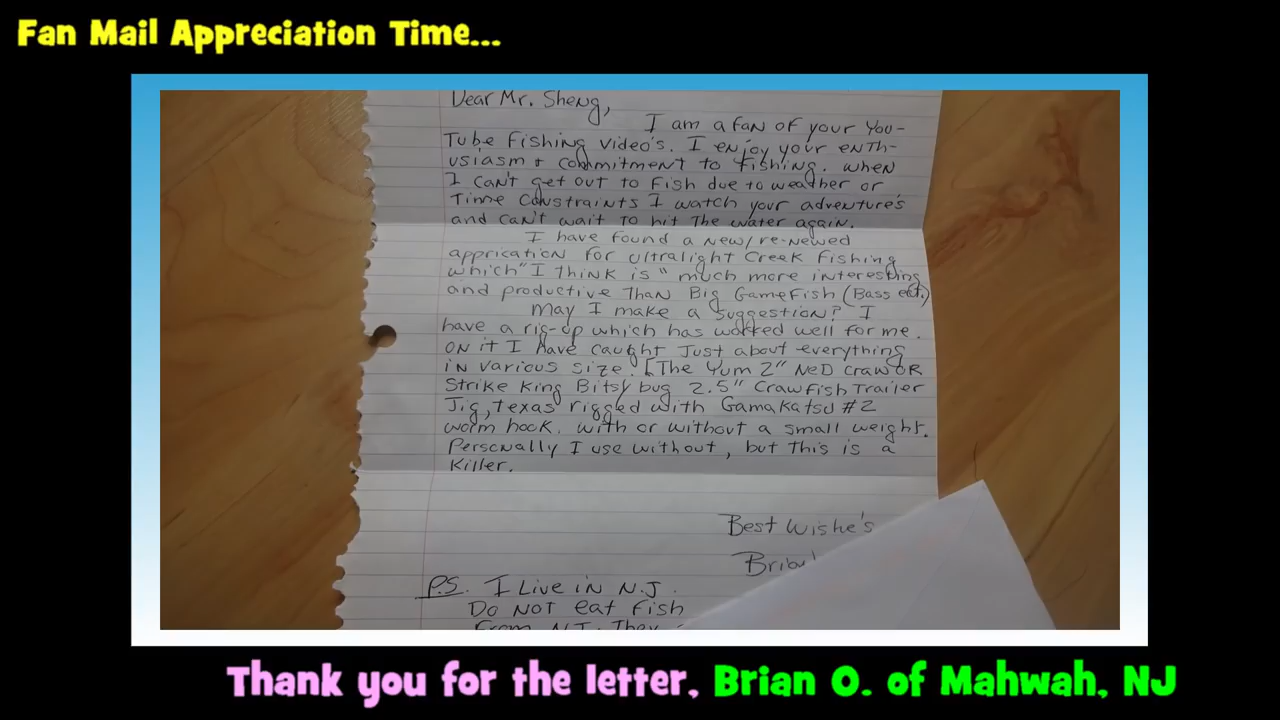 Fan Mail Appreciation Time...
Dear Mr. Sheng,
I am a fan of your You-
Tube Fishing video's. I enjoy your enth-
usiasm + commitment to fishing. When
I can't get out to Fish due to weather or
Time constraints I watch your adventure's
and can't wait to hit the water again.
I have found a new/re-newed
apprication for ultralight Creek Fishing
which "I think is " much more interesting
and productive Than Big GameFish (Bass ect.)
May I make a suggestion? I
have a rig-up which has worked well for me.
On it I have caught Just about everything
in various size. [The Yum 2" Ned craw OR
Strike King Bitsy bug 2.5" Crawfish Trailer
Jig, Texas rigged with Gamakatsu #2
worm hook. with or without a small weight.
Personally I use without, but this is a
Killer.
Best Wishe's
P.S. I Live in N.J.
Do Not eat Fish
From N.J. They
Thank you for the letter, Brian O. of Mahwah, NJ